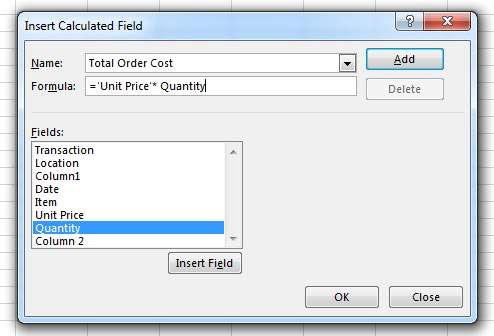 Insert Calculated Field
?
Name: Total Order Cost Add
Formula: ='Unit Price'* Quantity Delete
Fields:
Transaction
Location
Column1
Date
Item
Unit Price
Quantity
Column 2
Insert Field
OK Close